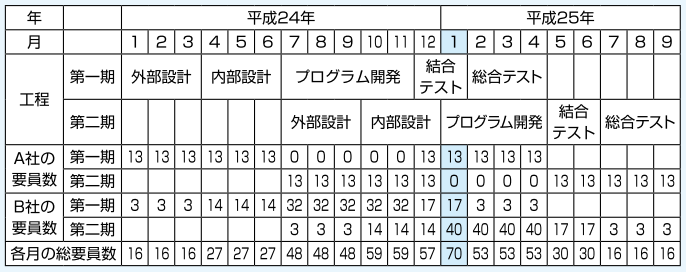 年 平成24年 平成25年
月 1 2 3 4 5 6 7 8 9 10 11 12 1 2 3 4 5 6 7 8 9
工程 第一期 外部設計 内部設計 プログラム開発 結合テスト 総合テスト
第二期 外部設計 内部設計 プログラム開発 結合テスト 総合テスト
A社の要員数 第一期 13 13 13 13 13 13 0 0 0 0 0 13 13 13 13 13
第二期 13 13 13 13 13 13 0 0 0 0 13 13 13 13 13
B社の要員数 第一期 3 3 3 14 14 14 32 32 32 32 32 17 17 3 3 3
第二期 3 3 3 14 14 14 40 40 40 40 17 17 3 3 3
各月の総要員数 16 16 16 27 27 27 48 48 48 59 59 57 70 53 53 53 30 30 16 16 16